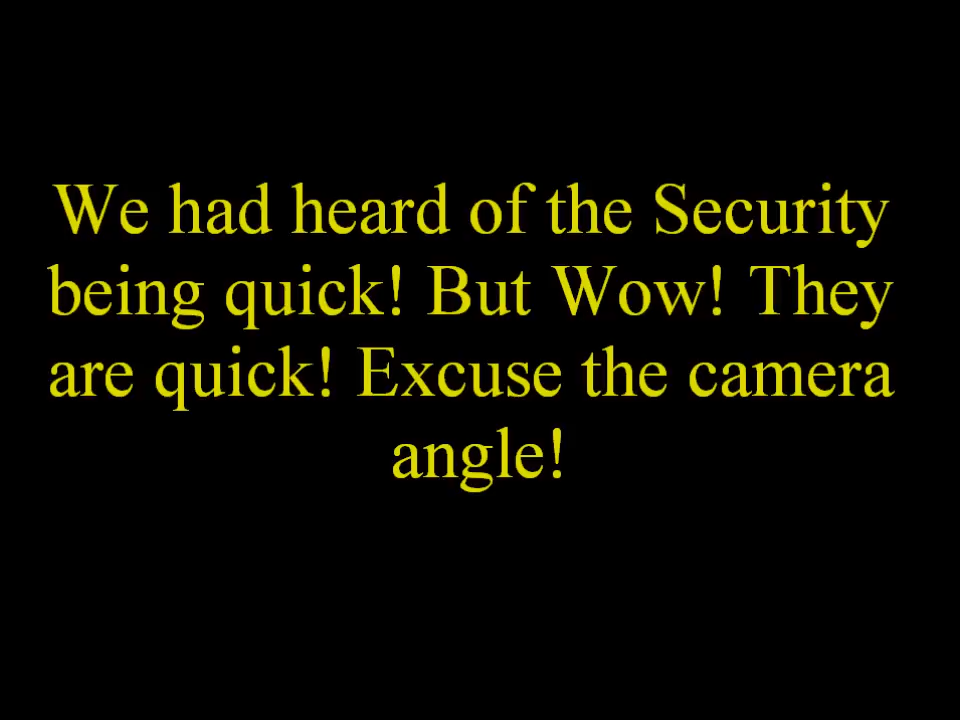 We had heard of the Security
being quick! But Wow! They
are quick! Excuse the camera
angle!